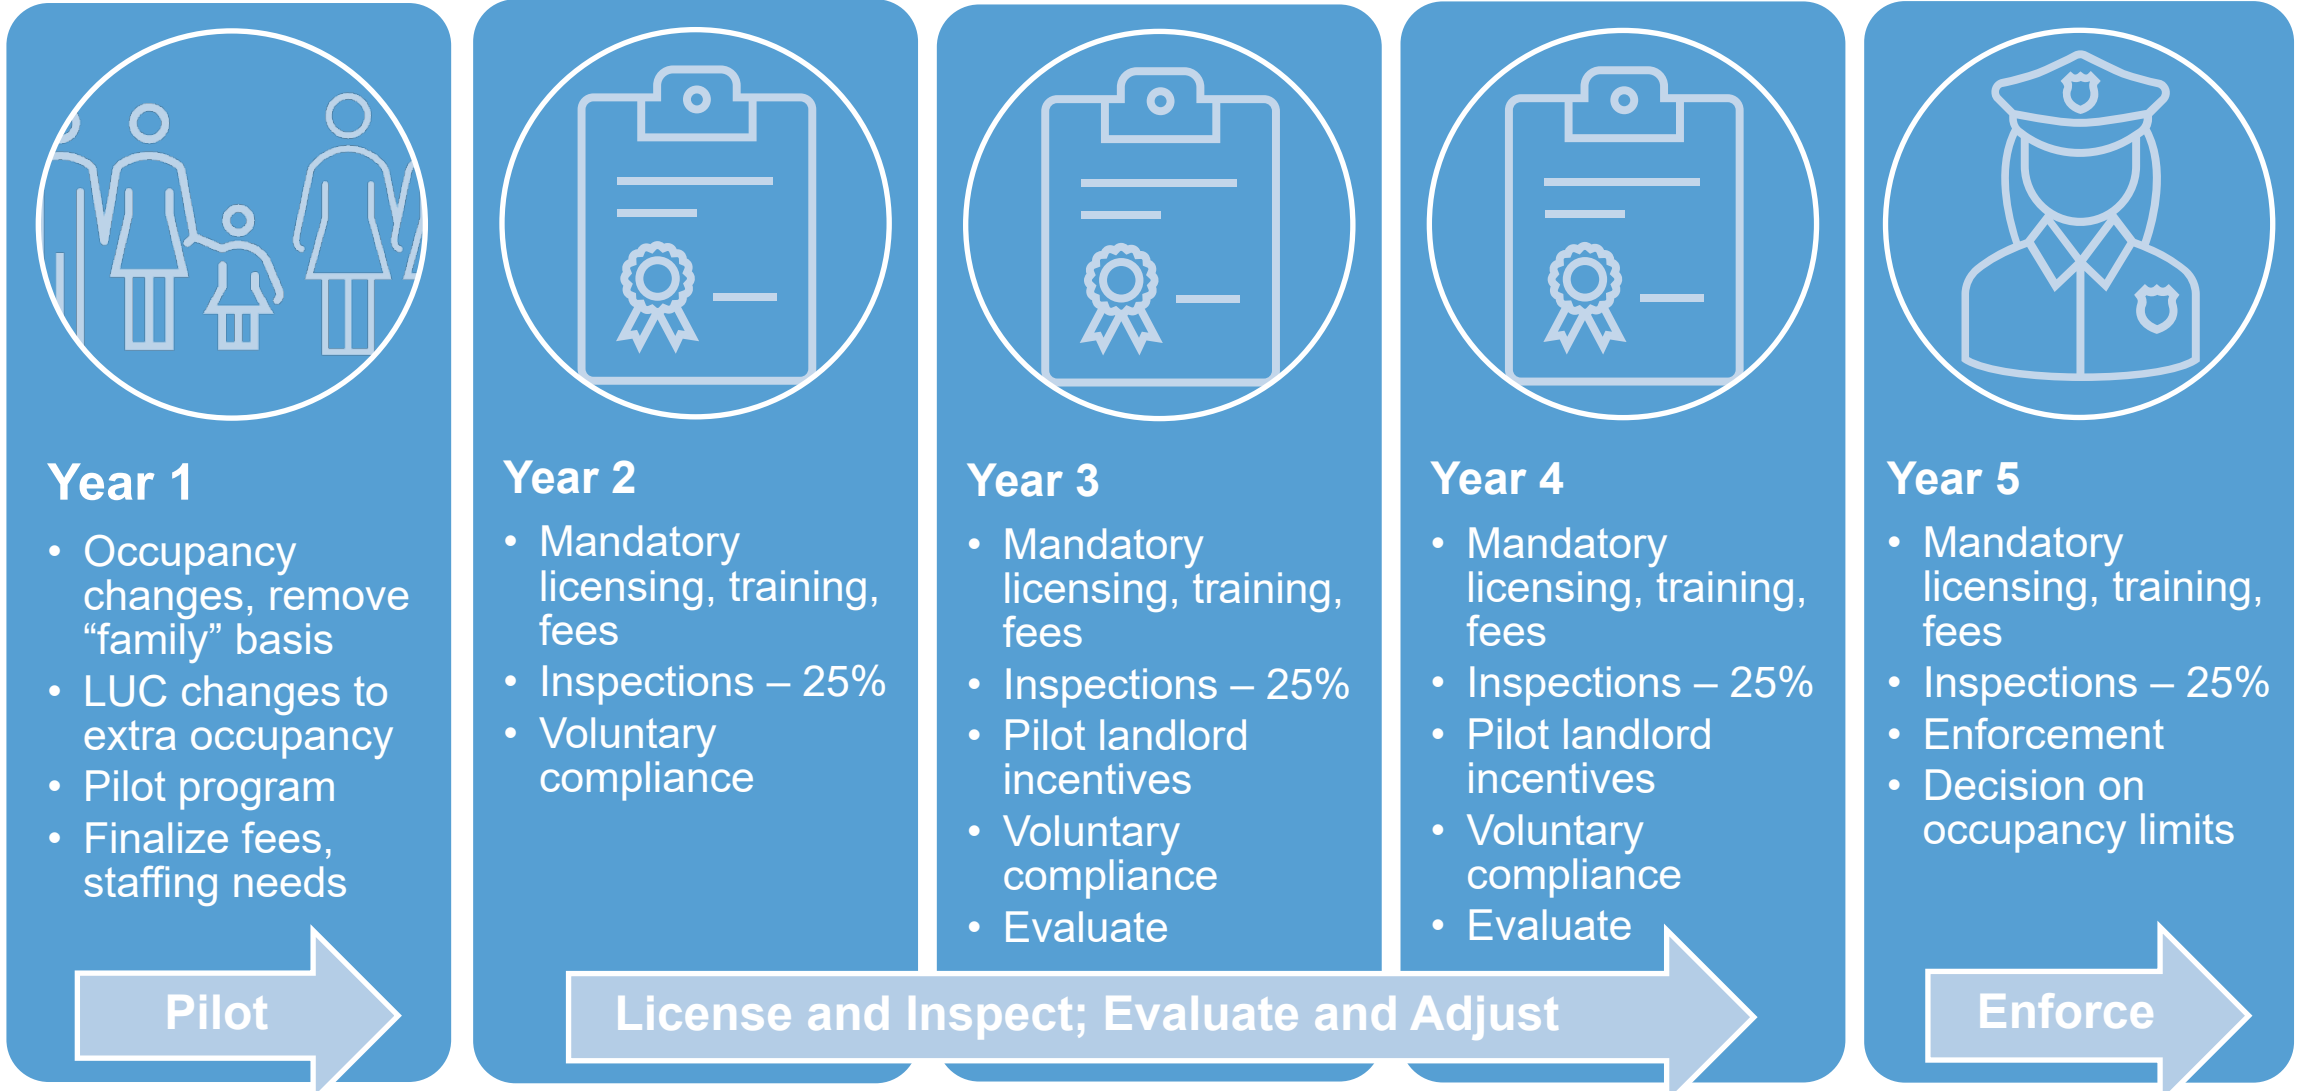 Year 1
• Occupancy
changes, remove
“family” basis
• LUC changes to
extra occupancy
• Pilot program
• Finalize fees,
staffing needs
Pilot
Year 2
• Mandatory
licensing, training,
fees
• Inspections – 25%
• Voluntary
compliance
Year 3
• Mandatory
licensing, training,
fees
• Inspections – 25%
• Pilot landlord
incentives
• Voluntary
compliance
• Evaluate
Year 4
• Mandatory
licensing, training,
fees
• Inspections – 25%
• Pilot landlord
incentives
• Voluntary
compliance
• Evaluate
License and Inspect; Evaluate and Adjust
Year 5
• Mandatory
licensing, training,
fees
• Inspections – 25%
• Enforcement
• Decision on
occupancy limits
Enforce